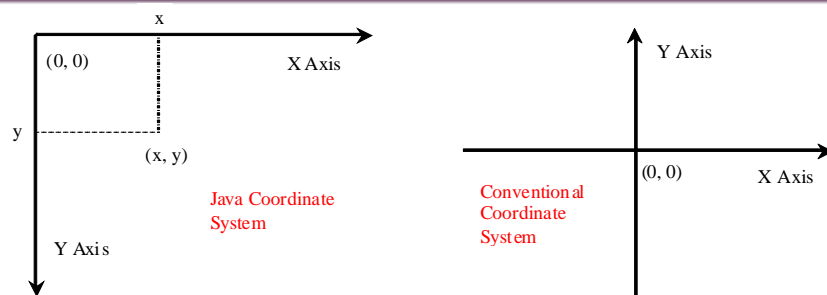 x
(0, 0)
X Axis
y
(x, y)
Java Coordinate
System
Y Axis
Y Axis
(0, 0)
X Axis
Conventional
Coordinate
System